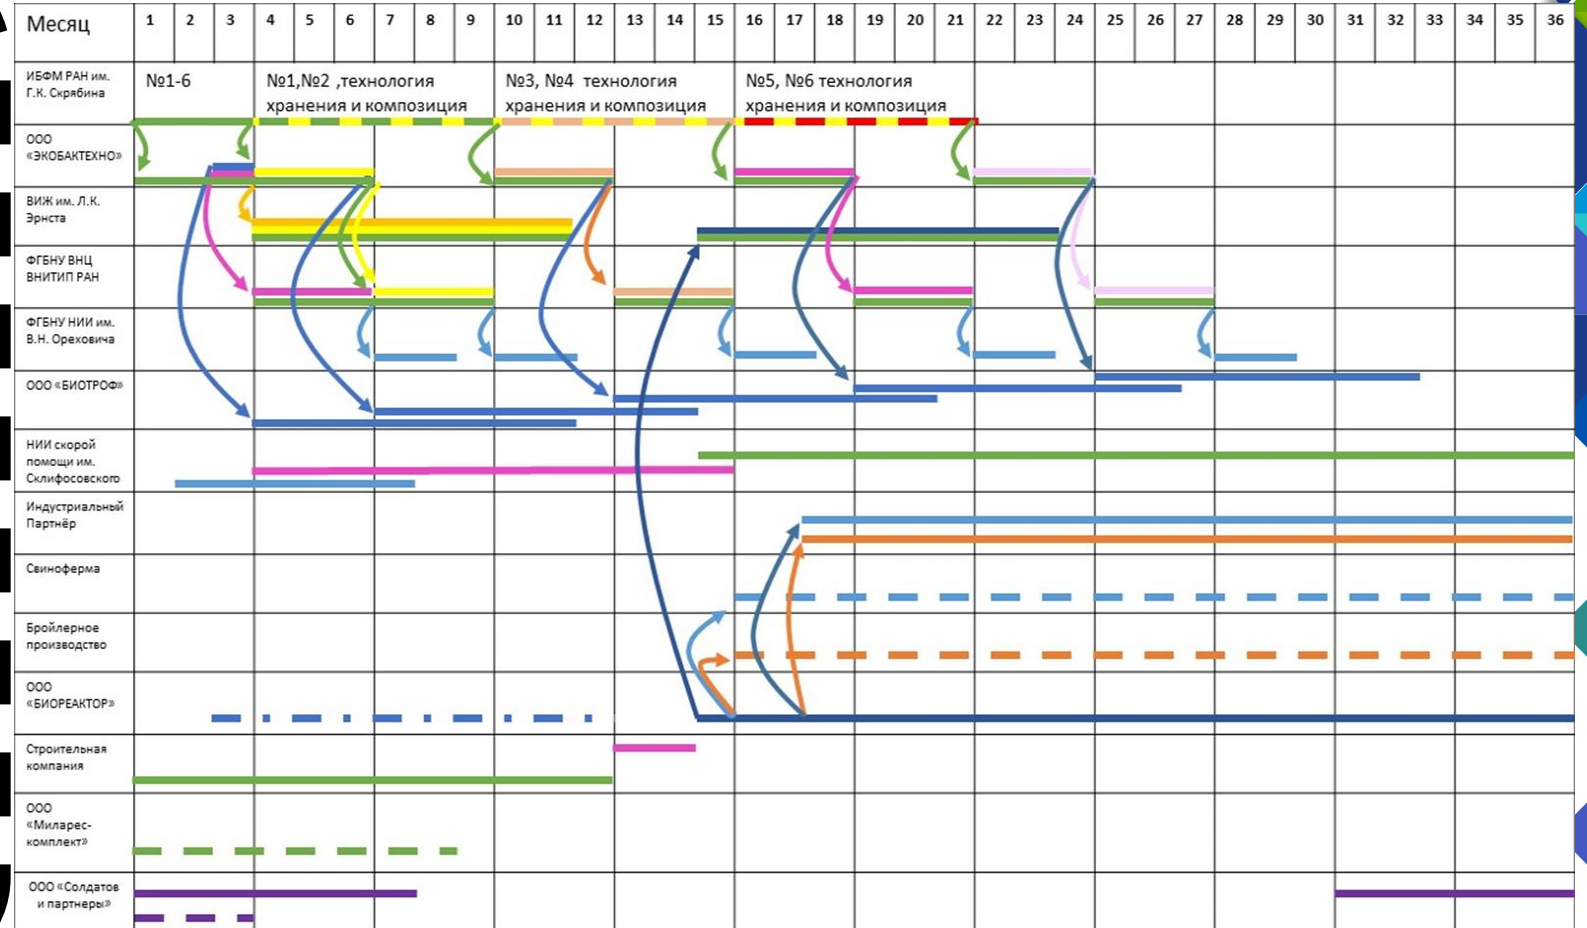 Месяц 1 2 3 4 5 6 7 8 9 10 11 12 13 14 15 16 17 18 19 20 21 22 23 24 25 26 27 28 29 30 31 32 33 34 35 36
ИБФМ РАН им.
Г.К. Скрябина
№1-6
№1,№2 ,технология
хранения и композиция
№3, №4 технология
хранения и композиция
№5, №6 технология
хранения и композиция
ООО
«ЭКОБАКТЕХНО»
ВИЖ им. Л.К.
Эрнста
ФГБНУ ВНЦ
ВНИТИП РАН
ФГБНУ НИИ им.
В.Н. Ореховича
ООО «БИОТРОФ»
НИИ скорой
помощи им.
Склифосовского
Индустриальный
Партнёр
Свиноферма
Бройлерное
производство
ООО
«БИОРЕАКТОР»
Строительная
компания
ООО
«Миларес-
комплект»
ООО «Солдатов
и партнеры»